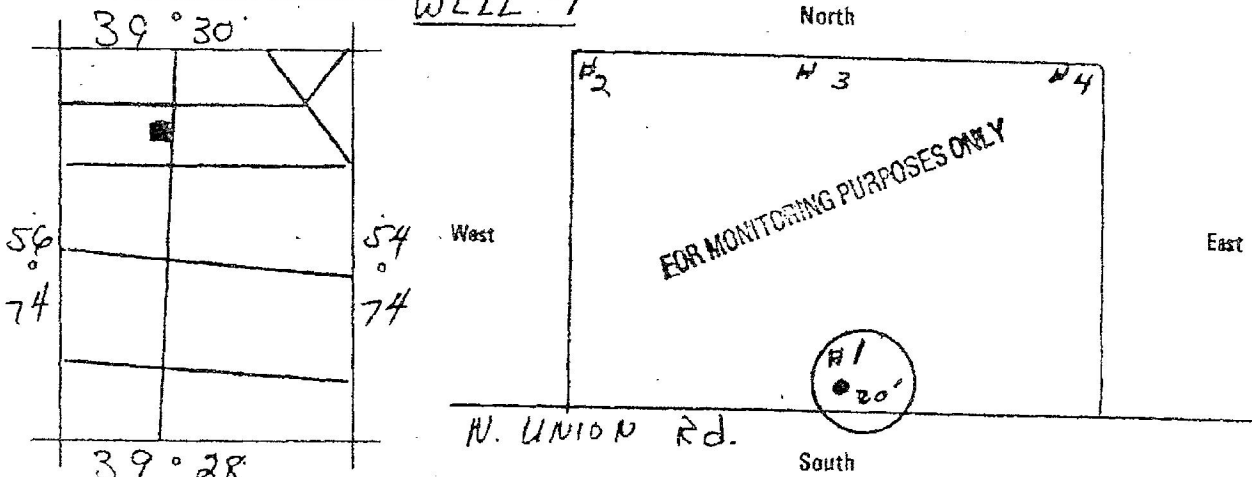 WELL 1
North
39° 30'
#2 #3 #4
FOR MONITORING PURPOSES ONLY
56° 74
54° 74
West
East
#1
20'
N. UNION Rd.
South
39° 28'